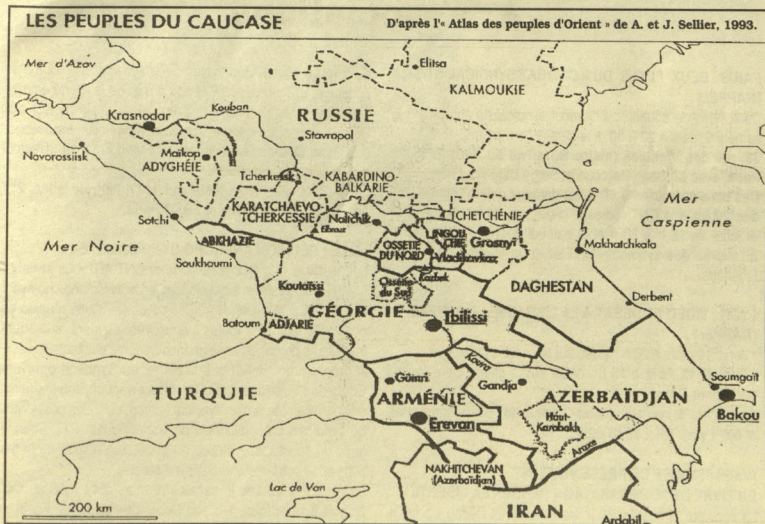 LES PEUPLES DU CAUCASE
D'après l'« Atlas des peuples d'Orient » de A. et J. Sellier, 1993.
Mer d'Azov
Elitsa
KALMOUKIE
Kouban
RUSSIE
Krasnodar
Stavropol
Novorossiisk
Maïkop
ADYGHÉIE
Tcherkessk
KABARDINO-
BALKARIE
Mer
Caspienne
KARATCHAEVO-
TCHERKESSIE
Naltchik
TCHETCHÉNIE
Sotchi
Elbrouz
INGOU-
CHIE
Grosnyï
Mer Noire
ABKHAZIE
OSSETIE
DU NORD
Vladikavkaz
Makhatchkala
Soukhoumi
Kazbek
Koutaïssi
Ossétie
du Sud
DAGHESTAN
Derbent
GÉORGIE
Tbilissi
Batoum
ADJARIE
Koura
Soumgaït
TURQUIE
Gümri
Gandja
AZERBAÏDJAN
ARMÉNIE
Bakou
Erevan
Haut-
Karabakh
Araxe
NAKHITCHEVAN
(Azerbaïdjan)
Lac de Van
200 km
IRAN
Ardabil